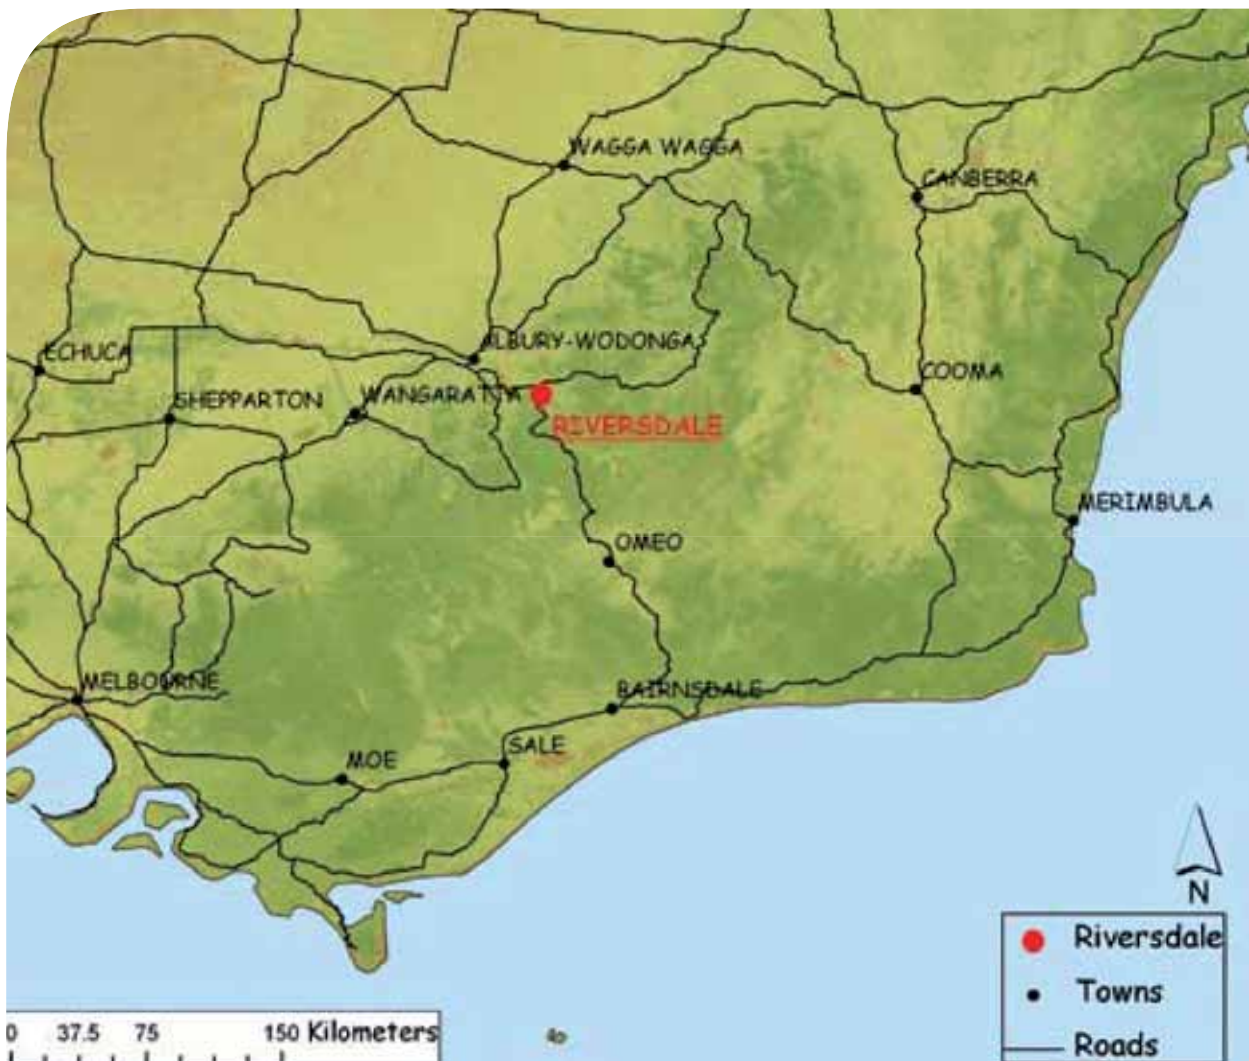 WAGGA WAGGA
CANBERRA
ALBURY-WODONGA
ECHUCA
COOMA
SHEPPARTON
WANGARATTA
RIVERSDALE
MERIMBULA
OMEO
MELBOURNE
BAIRNSDALE
SALE
MOE
N
Riversdale
Towns
Roads
0 37.5 75 150 Kilometers